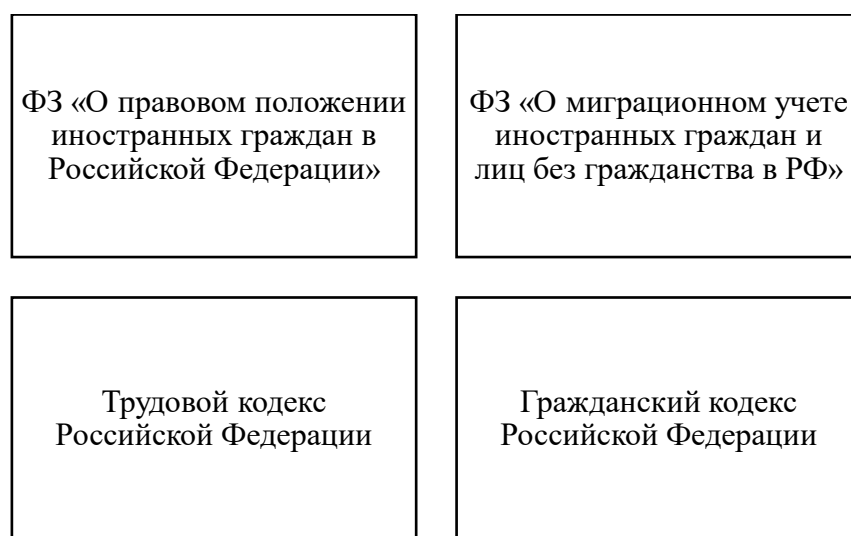 ФЗ «О правовом положении
иностранных граждан в
Российской Федерации»
ФЗ «О миграционном учете
иностранных граждан и
лиц без гражданства в РФ»
Трудовой кодекс
Российской Федерации
Гражданский кодекс
Российской Федерации